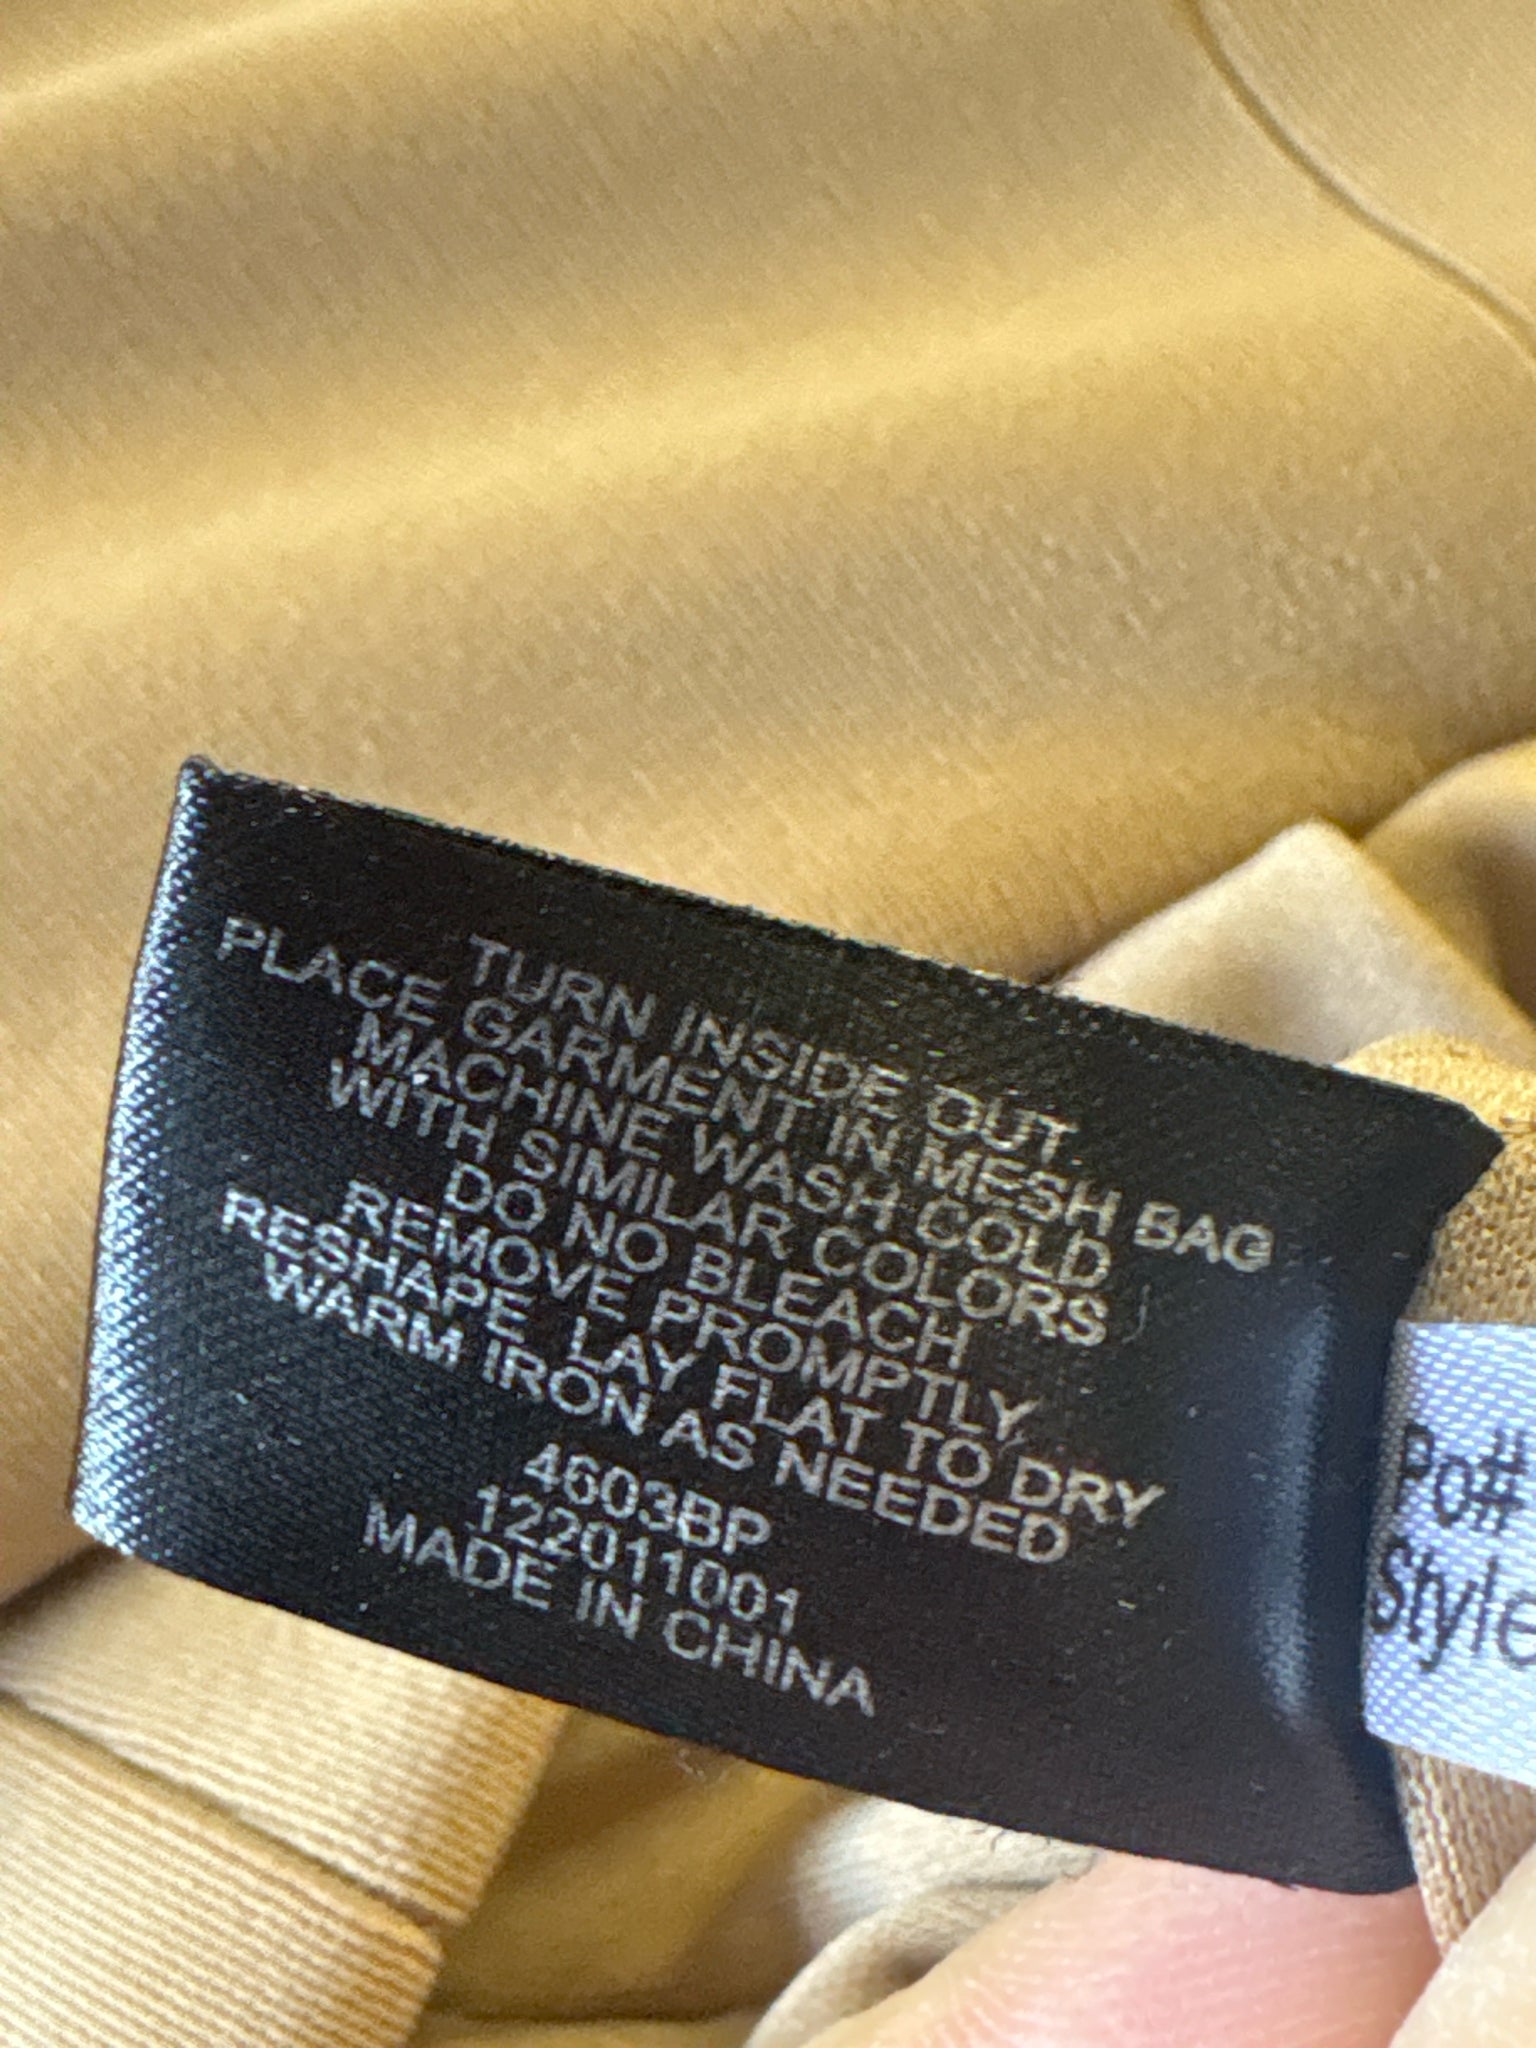 TURN INSIDE OUT.
PLACE GARMENT IN MESH BAG
MACHINE WASH COLD
WITH SIMILAR COLORS
DO NO BLEACH
REMOVE PROMPTLY
RESHAPE, LAY FLAT TO DRY
WARM IRON AS NEEDED
4603BP
122011001
MADE IN CHINA
Po#
Style